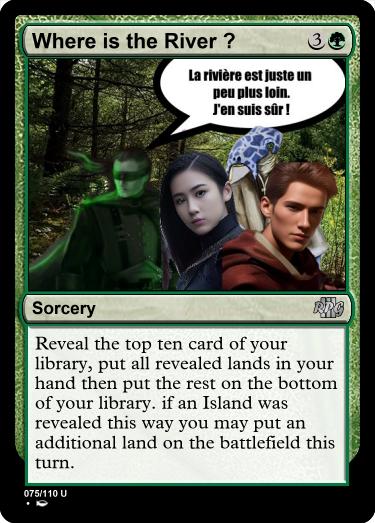 Where is the River ? 3
La rivière est juste un
peu plus loin.
J'en suis sûr !
Sorcery
RPG
Reveal the top ten card of your
library, put all revealed lands in your
hand then put the rest on the bottom
of your library. if an Island was
revealed this way you may put an
additional land on the battlefield this
turn.
075/110 U